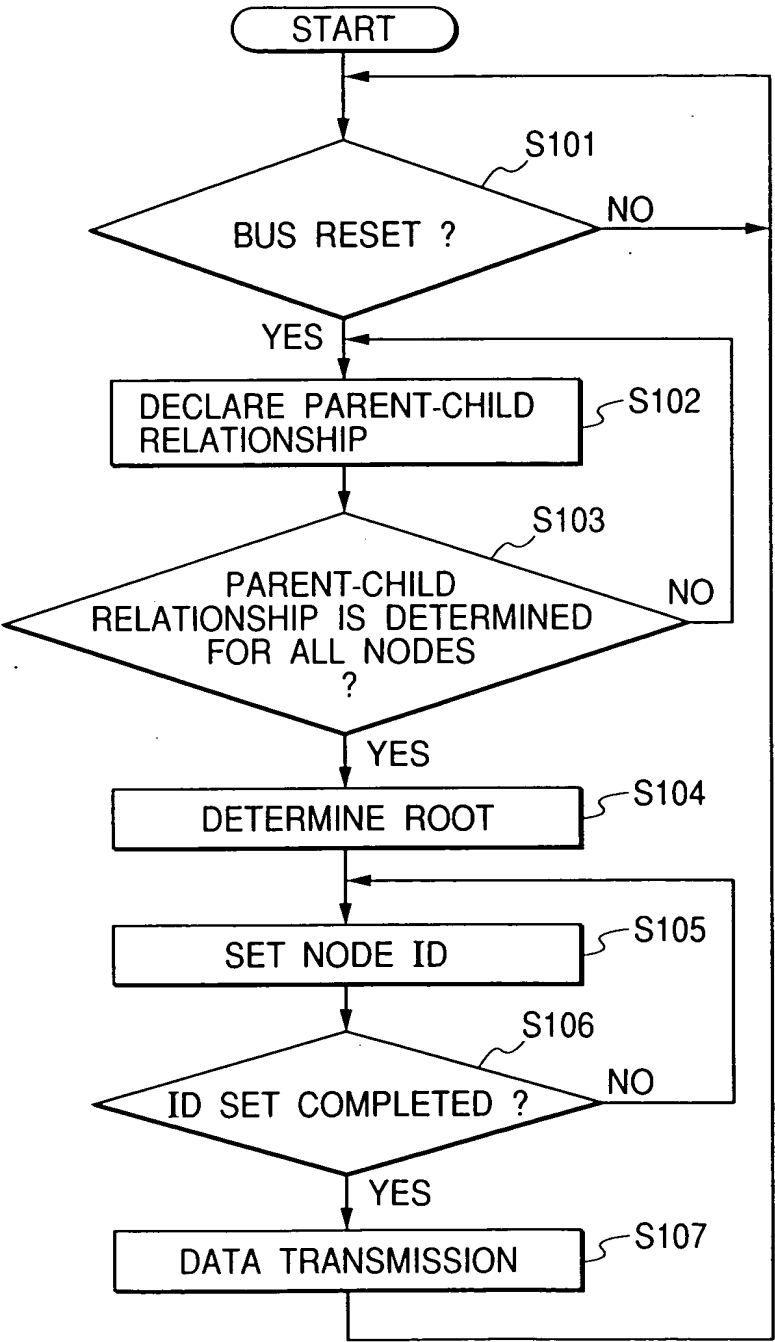 START
S101
BUS RESET ?
NO
YES
DECLARE PARENT-CHILD
RELATIONSHIP
S102
S103
PARENT-CHILD
RELATIONSHIP IS DETERMINED
FOR ALL NODES
?
NO
YES
DETERMINE ROOT
S104
SET NODE ID
S105
S106
ID SET COMPLETED ?
NO
YES
DATA TRANSMISSION
S107